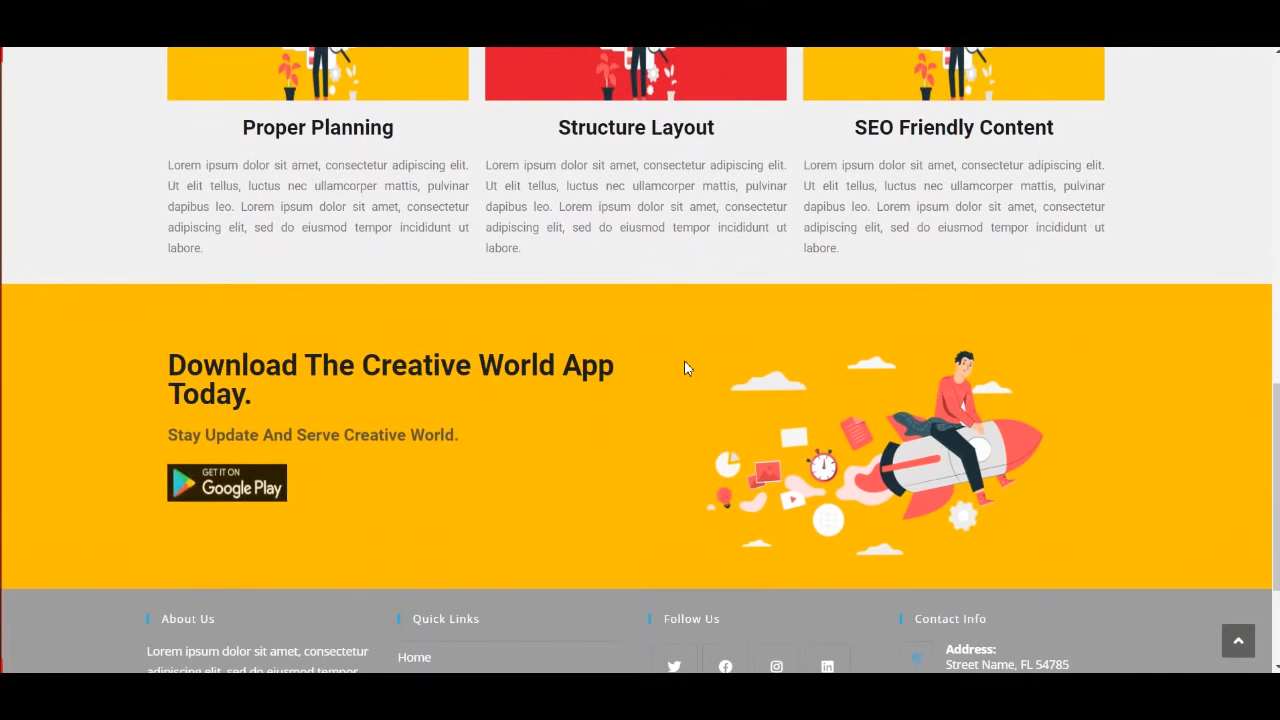 Proper Planning
Lorem ipsum dolor sit amet, consectetur adipiscing elit.
Ut elit tellus, luctus nec ullamcorper mattis, pulvinar
dapibus leo. Lorem ipsum dolor sit amet, consectetur
adipiscing elit, sed do eiusmod tempor incididunt ut
labore.
Structure Layout
Lorem ipsum dolor sit amet, consectetur adipiscing elit.
Ut elit tellus, luctus nec ullamcorper mattis, pulvinar
dapibus leo. Lorem ipsum dolor sit amet, consectetur
adipiscing elit, sed do eiusmod tempor incididunt ut
labore.
SEO Friendly Content
Lorem ipsum dolor sit amet, consectetur adipiscing elit.
Ut elit tellus, luctus nec ullamcorper mattis, pulvinar
dapibus leo. Lorem ipsum dolor sit amet, consectetur
adipiscing elit, sed do eiusmod tempor incididunt ut
labore.
Download The Creative World App
Today.
Stay Update And Serve Creative World.
GET IT ON
Google Play
About Us
Lorem ipsum dolor sit amet, consectetur
adipiscing elit, sed do eiusmod tempor
Quick Links
Home
Follow Us
Contact Info
Address:
Street Name, FL 54785